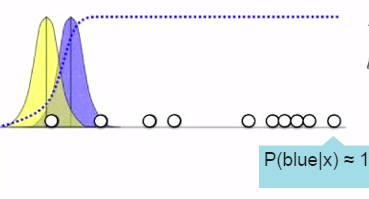 P(blue|x) ≈ 1